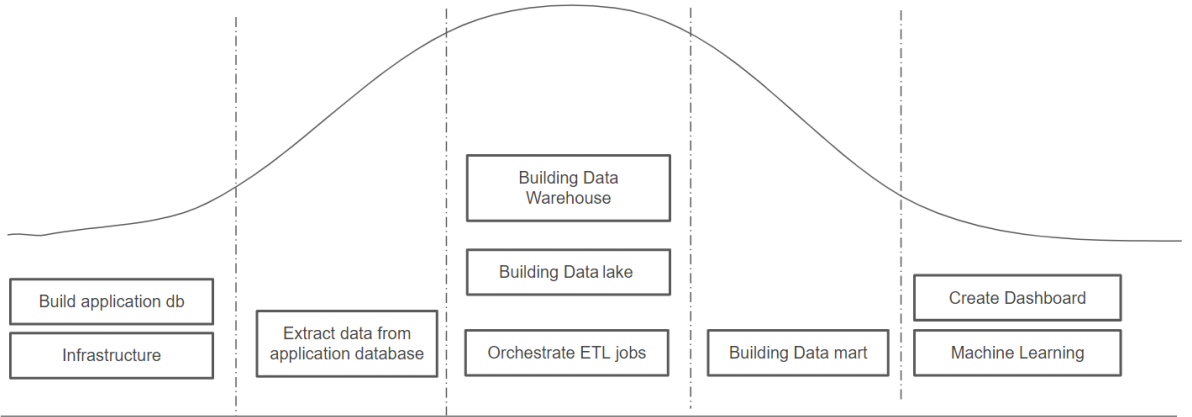 Build application db
Infrastructure
Extract data from
application database
Building Data
Warehouse
Building Data lake
Orchestrate ETL jobs
Building Data mart
Create Dashboard
Machine Learning